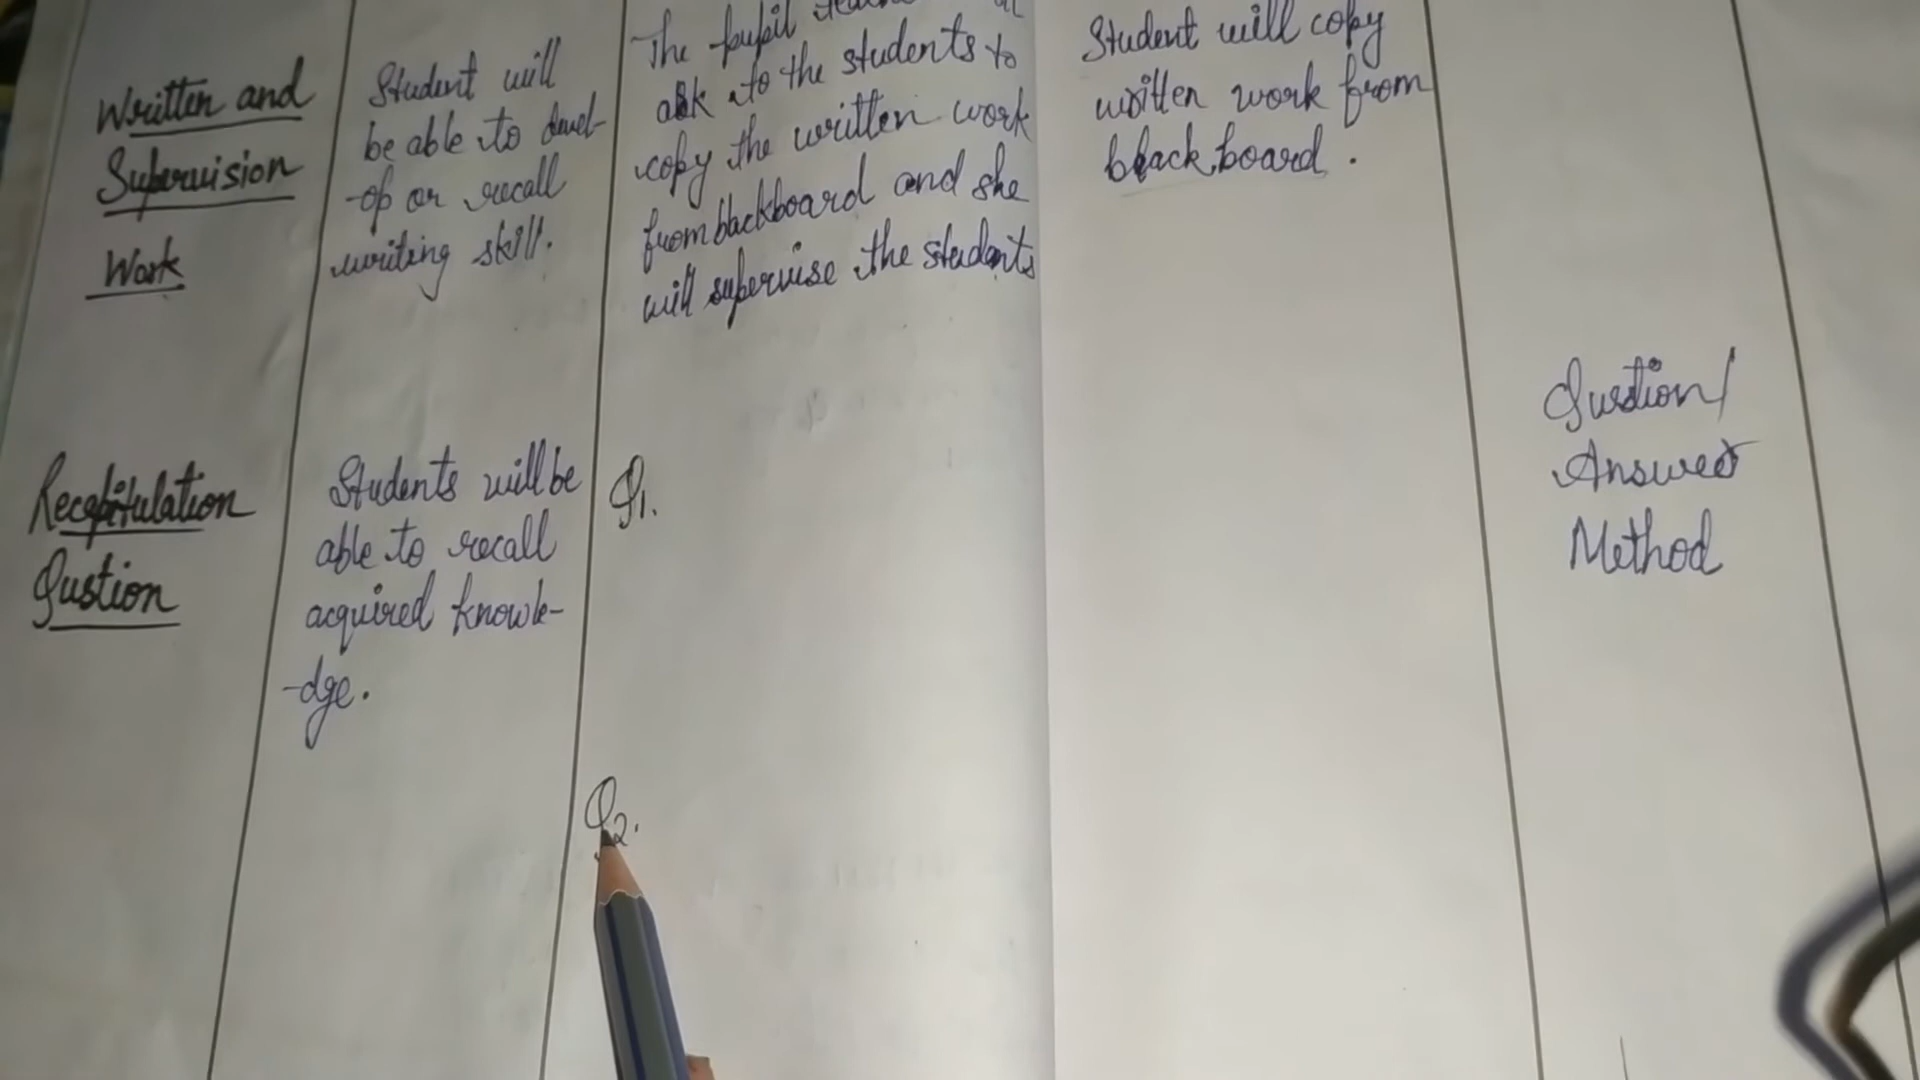 Written and
Supervision
Work
Student will
be able to devel-
-op or recall
writing skill.
The pupil
ask to the students to
copy the written work
from blackboard and she
will supervise the students
Student will copy
written work from
black board.
Recapitulation
Qustion
Students will be
able to recall
acquired knowle-
-dge.
Q1.
Q2.
Question/
Answer
Method